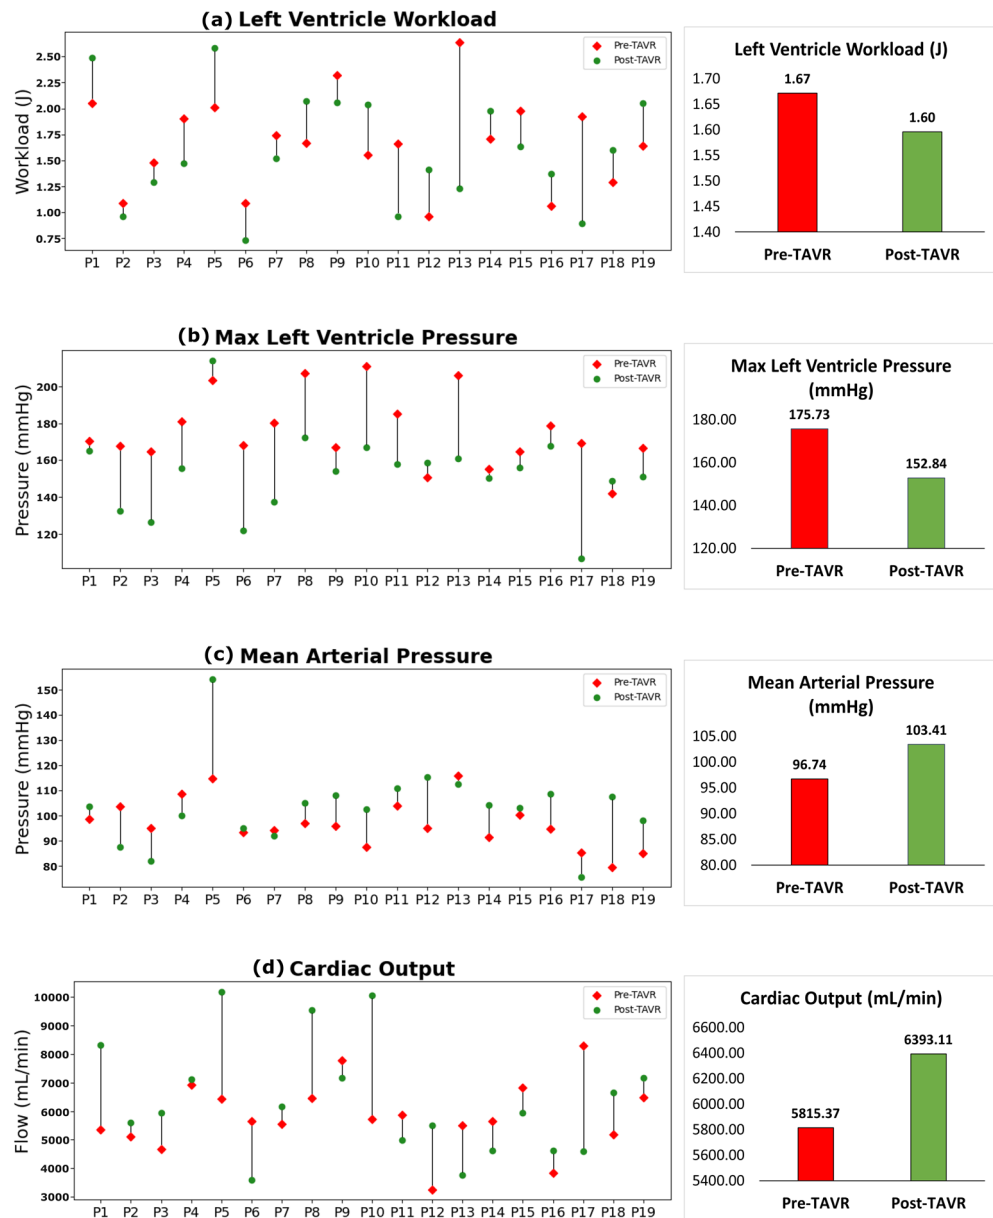 (a) Left Ventricle Workload
Workload (J)
2.50
2.25
2.00
1.75
1.50
1.25
1.00
0.75
Pre-TAVR
Post-TAVR
P1 P2 P3 P4 P5 P6 P7 P8 P9 P10 P11 P12 P13 P14 P15 P16 P17 P18 P19
Left Ventricle Workload (J)
1.70
1.65
1.60
1.55
1.50
1.45
1.40
1.67
1.60
Pre-TAVR Post-TAVR
(b) Max Left Ventricle Pressure
Pressure (mmHg)
200
180
160
140
120
Pre-TAVR
Post-TAVR
P1 P2 P3 P4 P5 P6 P7 P8 P9 P10 P11 P12 P13 P14 P15 P16 P17 P18 P19
Max Left Ventricle Pressure
(mmHg)
180.00
160.00
140.00
120.00
175.73
152.84
Pre-TAVR Post-TAVR
(c) Mean Arterial Pressure
Pressure (mmHg)
150
140
130
120
110
100
90
80
Pre-TAVR
Post-TAVR
P1 P2 P3 P4 P5 P6 P7 P8 P9 P10 P11 P12 P13 P14 P15 P16 P17 P18 P19
Mean Arterial Pressure
(mmHg)
105.00
100.00
95.00
90.00
85.00
80.00
96.74
103.41
Pre-TAVR Post-TAVR
(d) Cardiac Output
Flow (mL/min)
10000
9000
8000
7000
6000
5000
4000
3000
Pre-TAVR
Post-TAVR
P1 P2 P3 P4 P5 P6 P7 P8 P9 P10 P11 P12 P13 P14 P15 P16 P17 P18 P19
Cardiac Output (mL/min)
6600.00
6400.00
6200.00
6000.00
5800.00
5600.00
5400.00
5815.37
6393.11
Pre-TAVR Post-TAVR